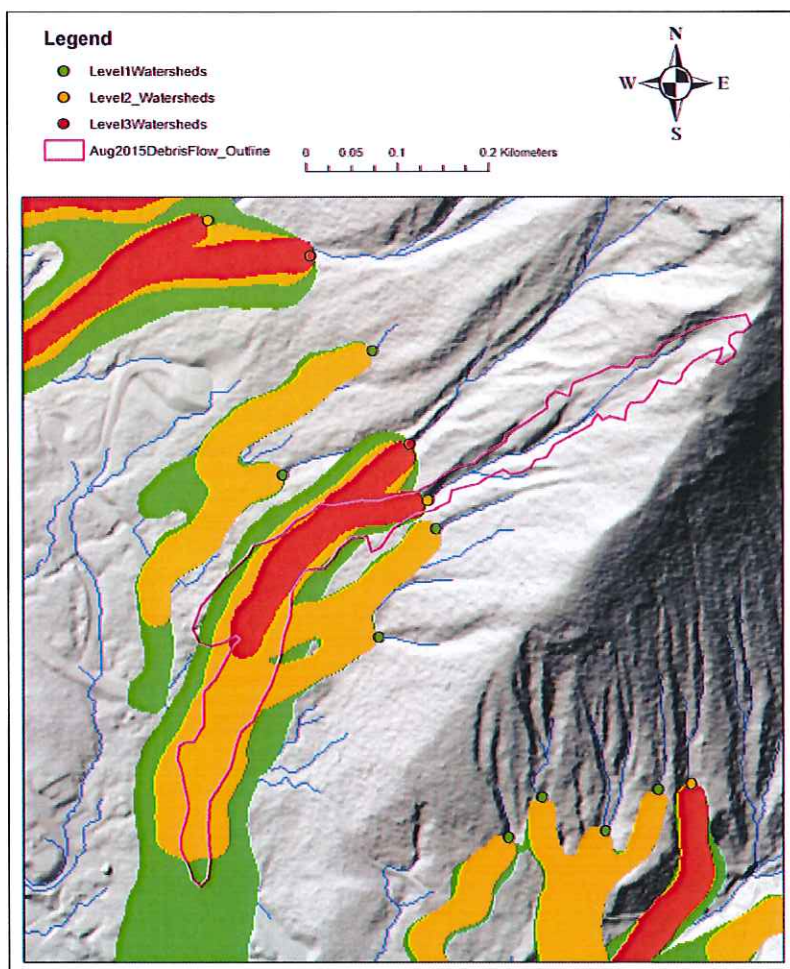 Legend
Level1Watersheds
Level2_Watersheds
Level3Watersheds
Aug2015DebrisFlow_Outline
0 0.05 0.1 0.2 Kilometers
N
W E
S